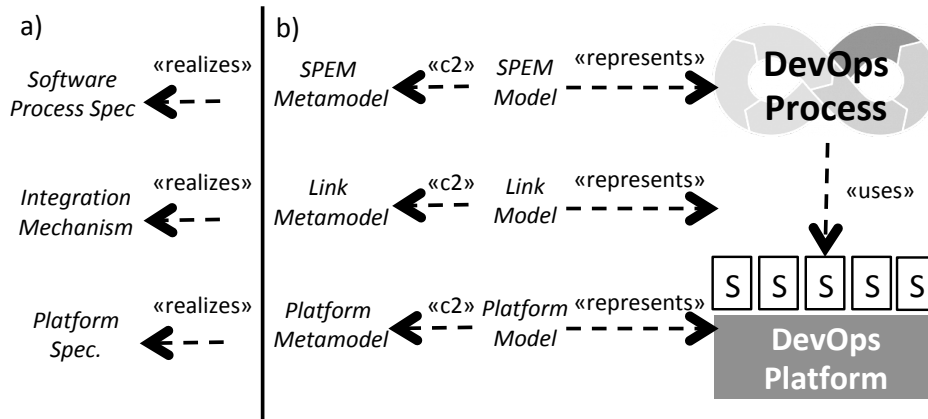 a)
b)
Software
Process Spec
«realizes»
SPEM
Metamodel
«c2»
SPEM
Model
«represents»
DevOps
Process
Integration
Mechanism
«realizes»
Link
Metamodel
«c2»
Link
Model
«represents»
«uses»
S S S S S
Platform
Spec.
«realizes»
Platform
Metamodel
«c2»
Platform
Model
«represents»
DevOps
Platform